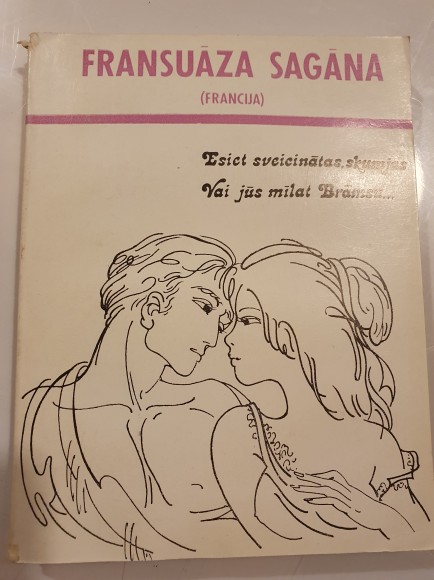 FRANSUĀZA SAGĀNA
(FRANCIJA)
Esiet sveicinātas, skumjas
Vai jūs mīlat Brāmsu...